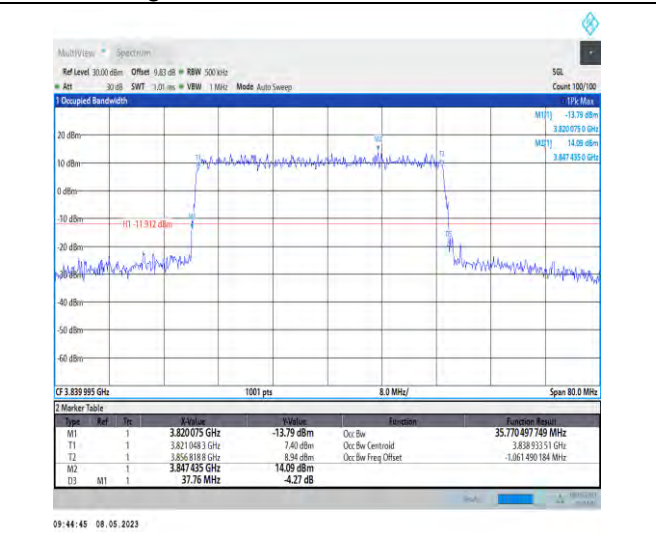 MultiView Spectrum
Ref Level 30.00 dBm Offset 9.83 dB RBW 500 kHz SGL
Att 30 dB SWT 1.01 ms VBW 1 MHz Mode Auto Sweep Count 100/100
1 Occupied Bandwidth 1Pk Max
M1[1] -13.79 dBm
3.820 075 0 GHz
20 dBm M2[1] 14.09 dBm
3.847 435 0 GHz
M2
T1 T2
10 dBm
0 dBm
-10 dBm
H1 -11.912 dBm
-20 dBm
-30 dBm
-40 dBm
-50 dBm
-60 dBm
CF 3.839 995 GHz 1001 pts 8.0 MHz/ Span 80.0 MHz
2 Marker Table
Type Ref Trc X-Value Y-Value Function Function Result
M1 1 3.820 075 GHz -13.79 dBm Occ Bw 35.770 497 749 MHz
T1 1 3.821 048 3 GHz 7.40 dBm Occ Bw Centroid 3.838 933 51 GHz
T2 1 3.856 818 8 GHz 8.94 dBm Occ Bw Freq Offset -1.061 490 184 MHz
M2 1 3.847 435 GHz 14.09 dBm
D3 M1 1 37.76 MHz -4.27 dB
09:44:45 08.05.2023